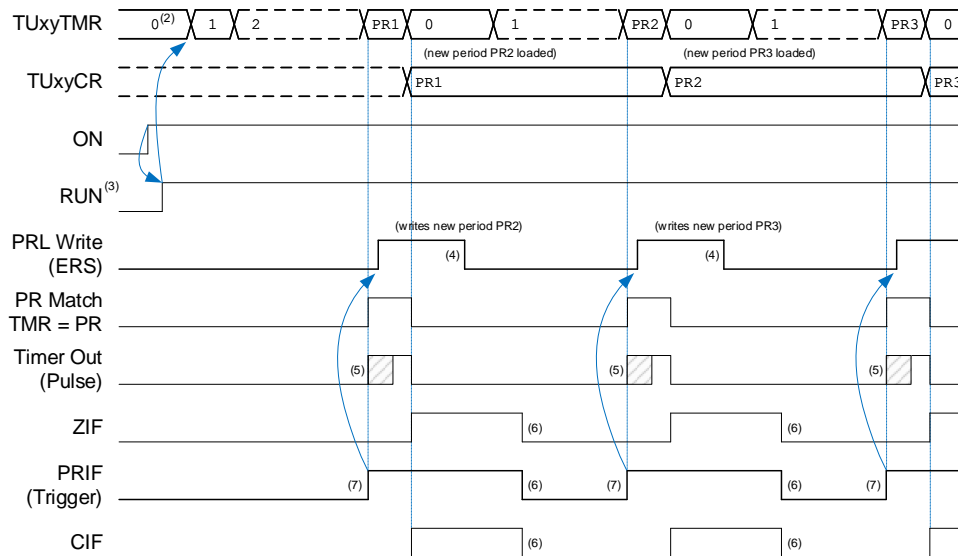 TUxyTMR 0(2) 1 2 PR1 0 1 PR2 0 1 PR3 0
(new period PR2 loaded) (new period PR3 loaded)
TUxyCR PR1 PR2 PR3
ON
RUN(3)
(writes new period PR2) (writes new period PR3)
PRL Write
(ERS) (4) (4)
PR Match
TMR = PR
Timer Out
(Pulse) (5) (5) (5)
ZIF (6) (6)
PRIF
(Trigger) (7) (6) (7) (6) (7)
CIF (6) (6)